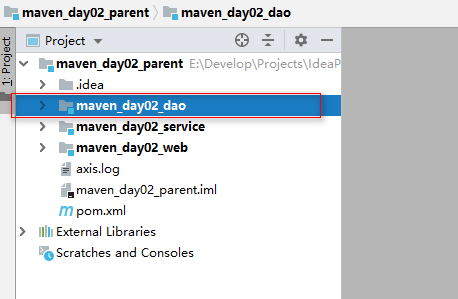 maven_day02_parent maven_day02_dao
1: Project
Project
maven_day02_parent E:\Develop\Projects\IdeaP
.idea
maven_day02_dao
maven_day02_service
maven_day02_web
axis.log
maven_day02_parent.iml
pom.xml
External Libraries
Scratches and Consoles